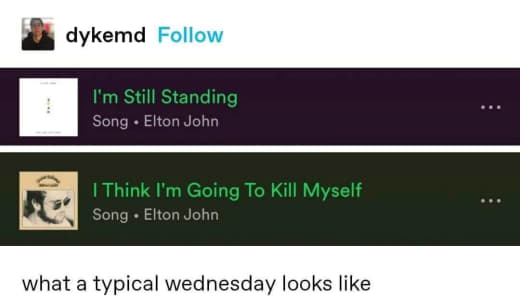 dykemd Follow
I'm Still Standing
Song • Elton John
I Think I'm Going To Kill Myself
Song • Elton John
what a typical wednesday looks like